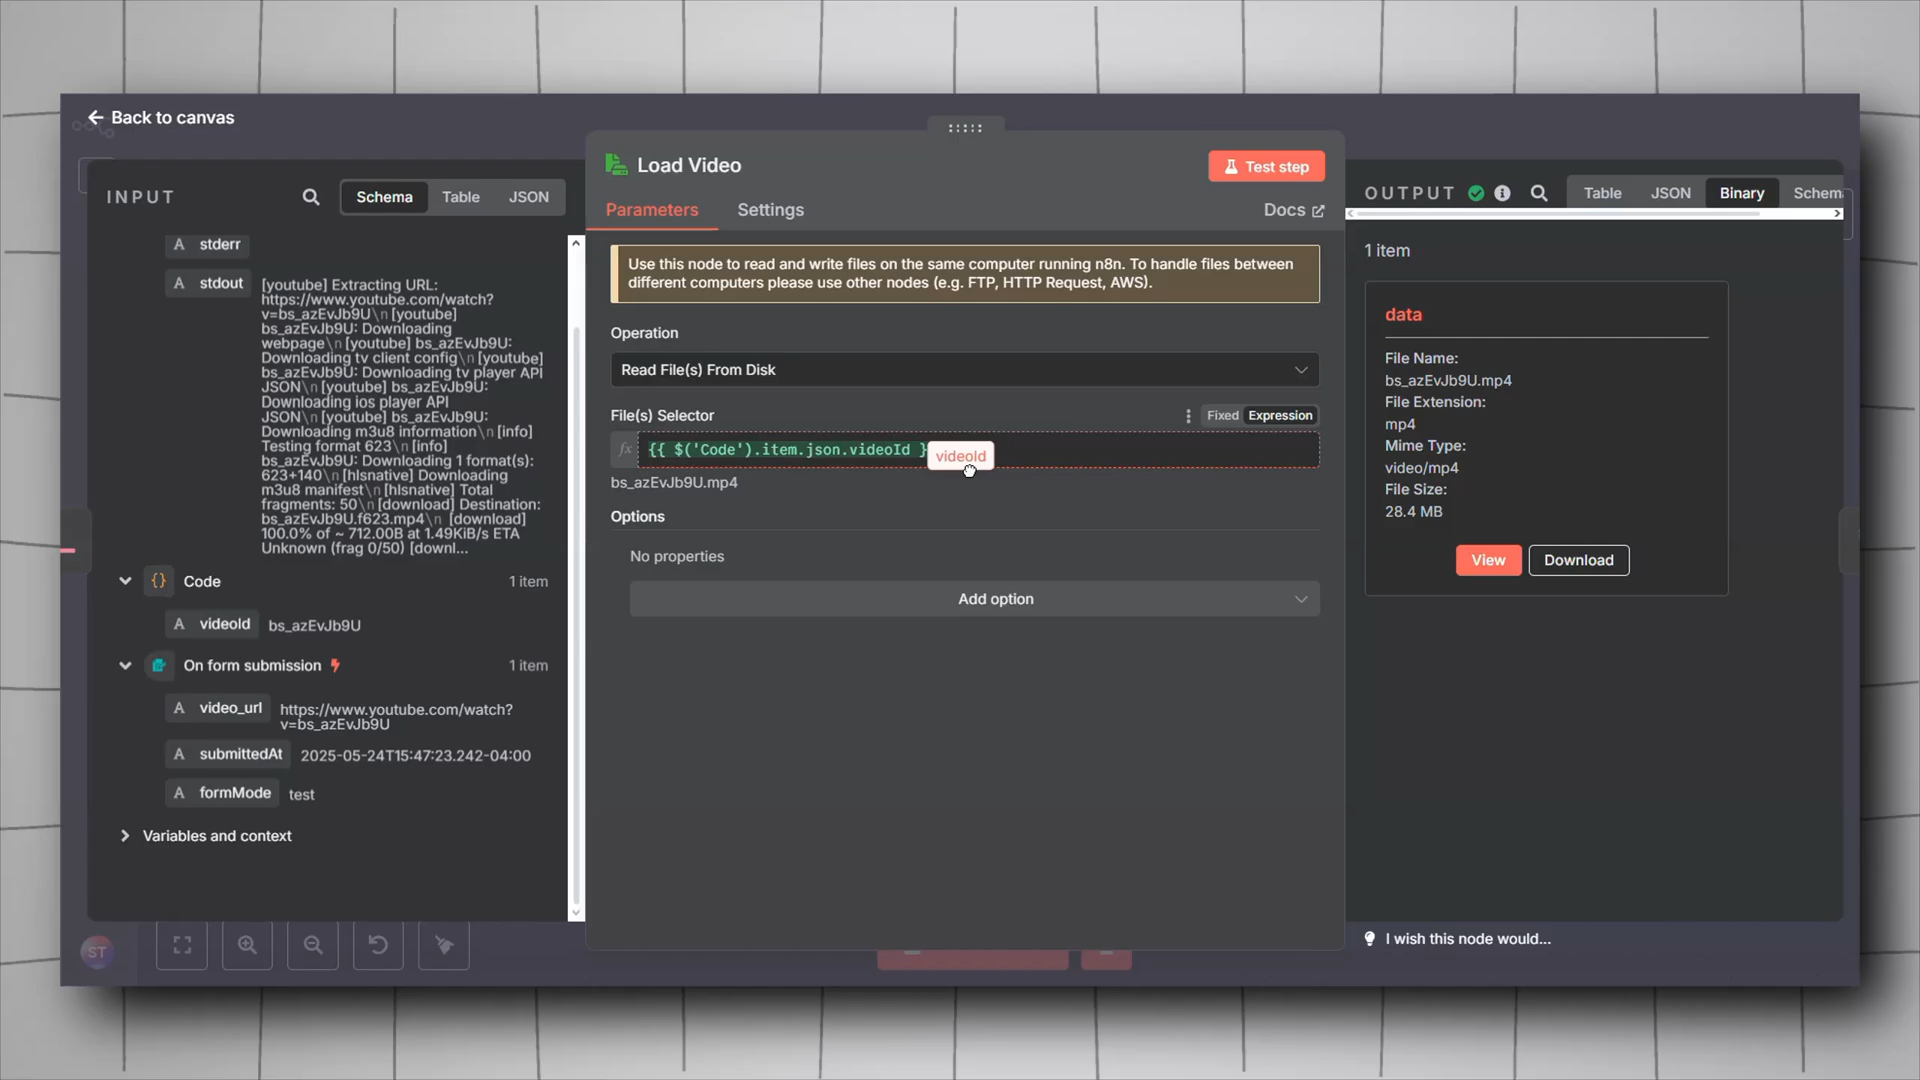 Back to canvas
INPUT
Schema
Table
JSON
A stderr
A stdout
[youtube] Extracting URL:
https://www.youtube.com/watch?
v=bs_azEvJb9U\n [youtube]
bs_azEvJb9U: Downloading
webpage\n [youtube] bs_azEvJb9U:
Downloading tv client config\n [youtube]
bs_azEvJb9U: Downloading tv player API
JSON\n [youtube] bs_azEvJb9U:
Downloading ios player API
JSON\n [youtube] bs_azEvJb9U:
Downloading m3u8 information\n [info]
Testing format 623\n [info]
bs_azEvJb9U: Downloading 1 format(s):
623+140\n [hlsnative] Downloading
m3u8 manifest\n [hlsnative] Total
fragments: 50\n [download] Destination:
bs_azEvJb9U.f623.mp4\n [download]
100.0% of ~ 712.00B at 1.49KiB/s ETA
Unknown (frag 0/50) [downl...
{} Code 1 item
A videoId bs_azEvJb9U
On form submission 1 item
A video_url https://www.youtube.com/watch?
v=bs_azEvJb9U
A submittedAt 2025-05-24T15:47:23.242-04:00
A formMode test
Variables and context
ST
Load Video
Test step
Parameters
Settings
Docs
Use this node to read and write files on the same computer running n8n. To handle files between
different computers please use other nodes (e.g. FTP, HTTP Request, AWS).
Operation
Read File(s) From Disk
File(s) Selector
Fixed Expression
fx {{ $('Code').item.json.videoId }
videoId
bs_azEvJb9U.mp4
Options
No properties
Add option
OUTPUT
Table
JSON
Binary
Schem
1 item
data
File Name:
bs_azEvJb9U.mp4
File Extension:
mp4
Mime Type:
video/mp4
File Size:
28.4 MB
View
Download
I wish this node would...